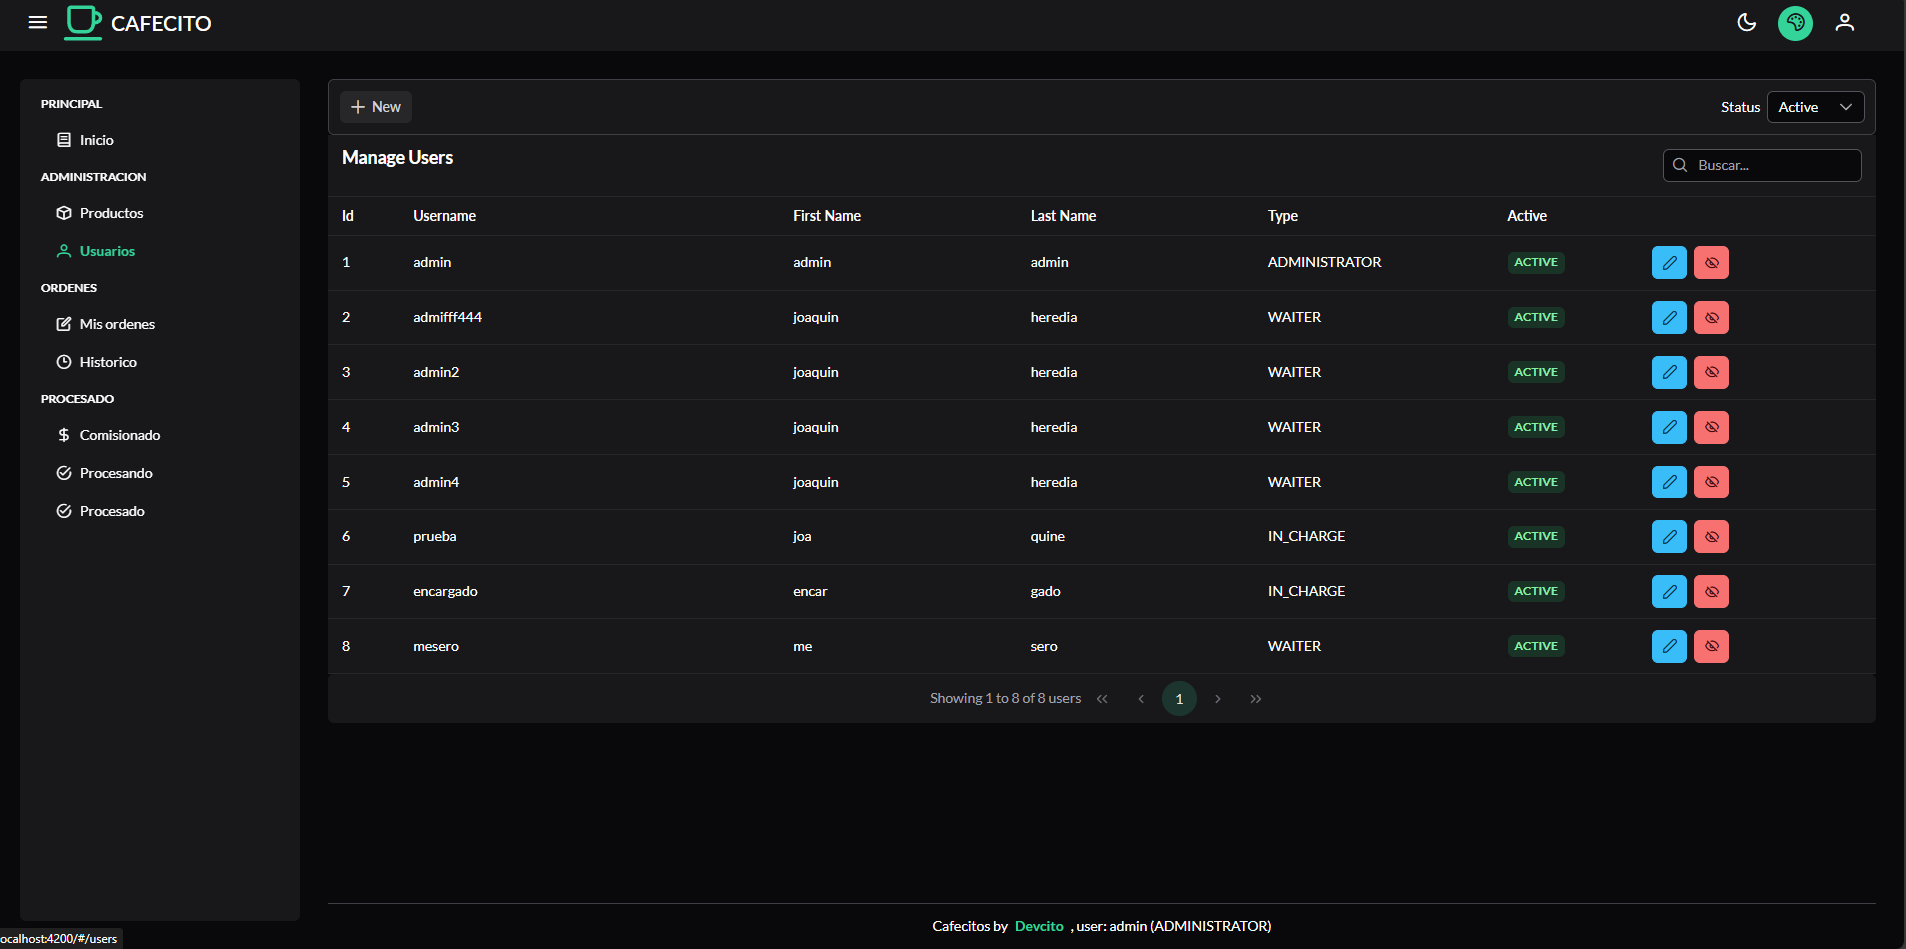 CAFECITO
PRINCIPAL
Inicio
ADMINISTRACION
Productos
Usuarios
ORDENES
Mis ordenes
Historico
PROCESADO
Comisionado
Procesando
Procesado
New
Status Active
Manage Users
Buscar...
Id Username First Name Last Name Type Active
1 admin admin admin ADMINISTRATOR ACTIVE
2 admifff444 joaquin heredia WAITER ACTIVE
3 admin2 joaquin heredia WAITER ACTIVE
4 admin3 joaquin heredia WAITER ACTIVE
5 admin4 joaquin heredia WAITER ACTIVE
6 prueba joa quine IN_CHARGE ACTIVE
7 encargado encar gado IN_CHARGE ACTIVE
8 mesero me sero WAITER ACTIVE
Showing 1 to 8 of 8 users « ‹ 1 › »
Cafecitos by Devcito , user: admin (ADMINISTRATOR)
ocalhost:4200/#/users